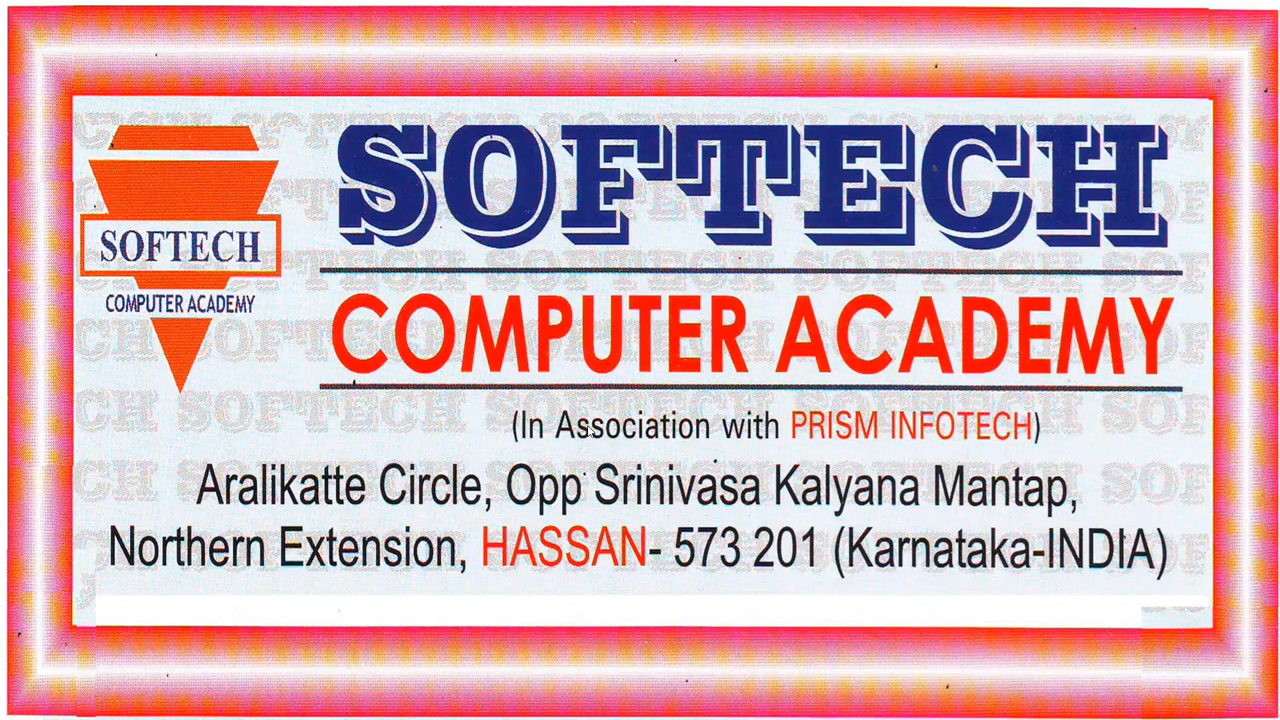 SOFTECH
COMPUTER ACADEMY
SOFTECH
COMPUTER ACADEMY
(In Association with PRISM INFOTECH)
Aralikatte Circle, Opp Srinivasa Kalyana Mantap,
Northern Extension, HASSAN- 573 201 (Karnataka-INDIA)